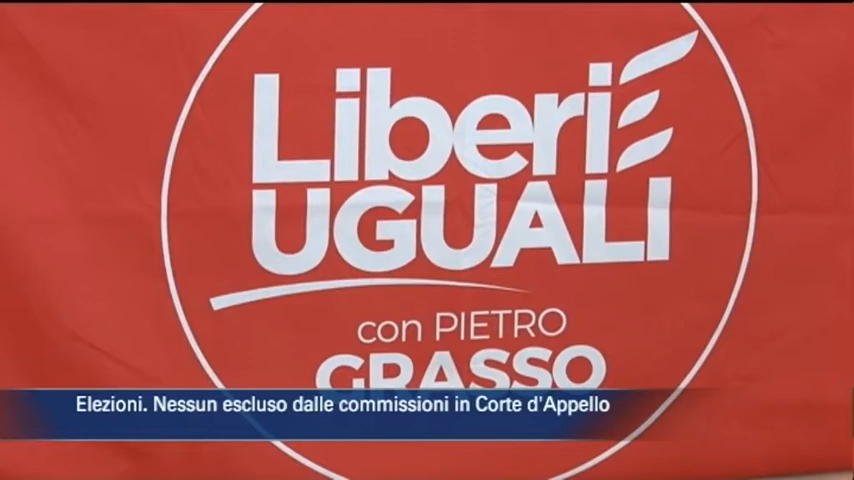 Liberi E
UGUALI
con PIETRO
GRASSO
Elezioni. Nessun escluso dalle commissioni in Corte d'Appello